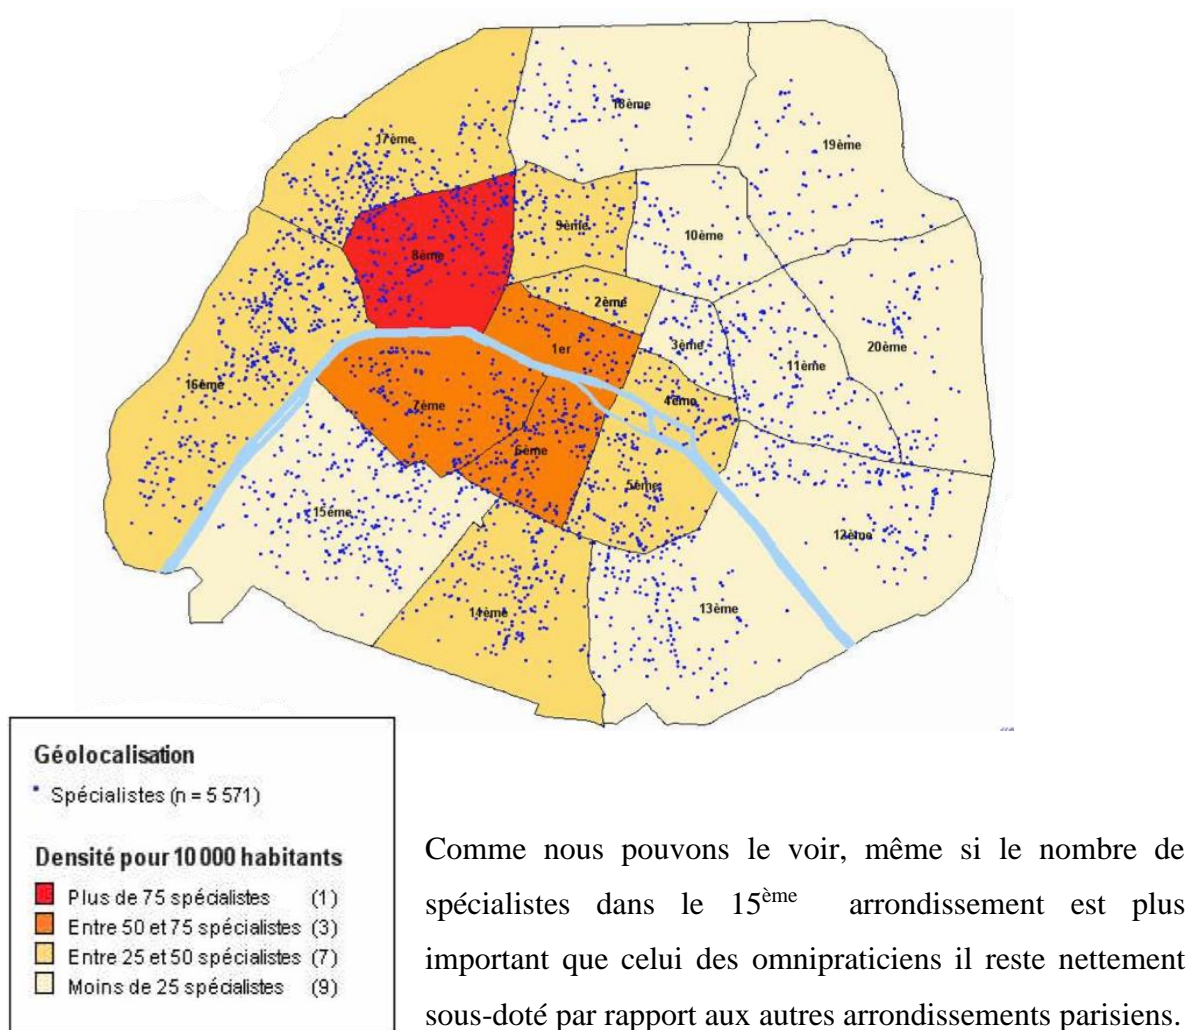 18ème
17ème
19ème
9ème
10ème
8ème
2ème
3ème
1er
20ème
11ème
16ème
4ème
7ème
6ème
5ème
15ème
12ème
14ème
13ème
Géolocalisation
Spécialistes (n = 5 571)
Densité pour 10 000 habitants
Plus de 75 spécialistes (1)
Entre 50 et 75 spécialistes (3)
Entre 25 et 50 spécialistes (7)
Moins de 25 spécialistes (9)
Comme nous pouvons le voir, même si le nombre de
spécialistes dans le 15ème arrondissement est plus
important que celui des omnipraticiens il reste nettement
sous-doté par rapport aux autres arrondissements parisiens.